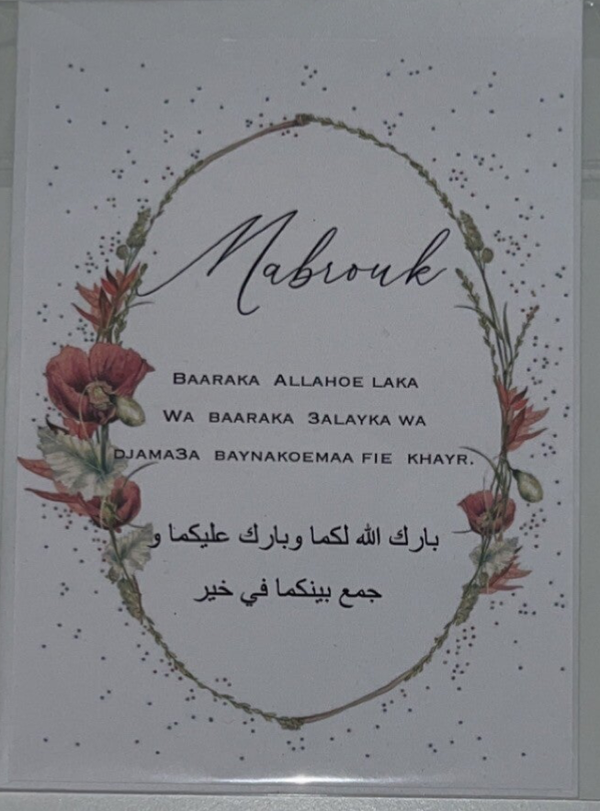 Mabrouk
Baaraka Allahoe laka
Wa baaraka 3alayka wa
djama3a baynakoemaa fie khayr.
بارك الله لكما وبارك عليكما و
جمع بينكما في خير